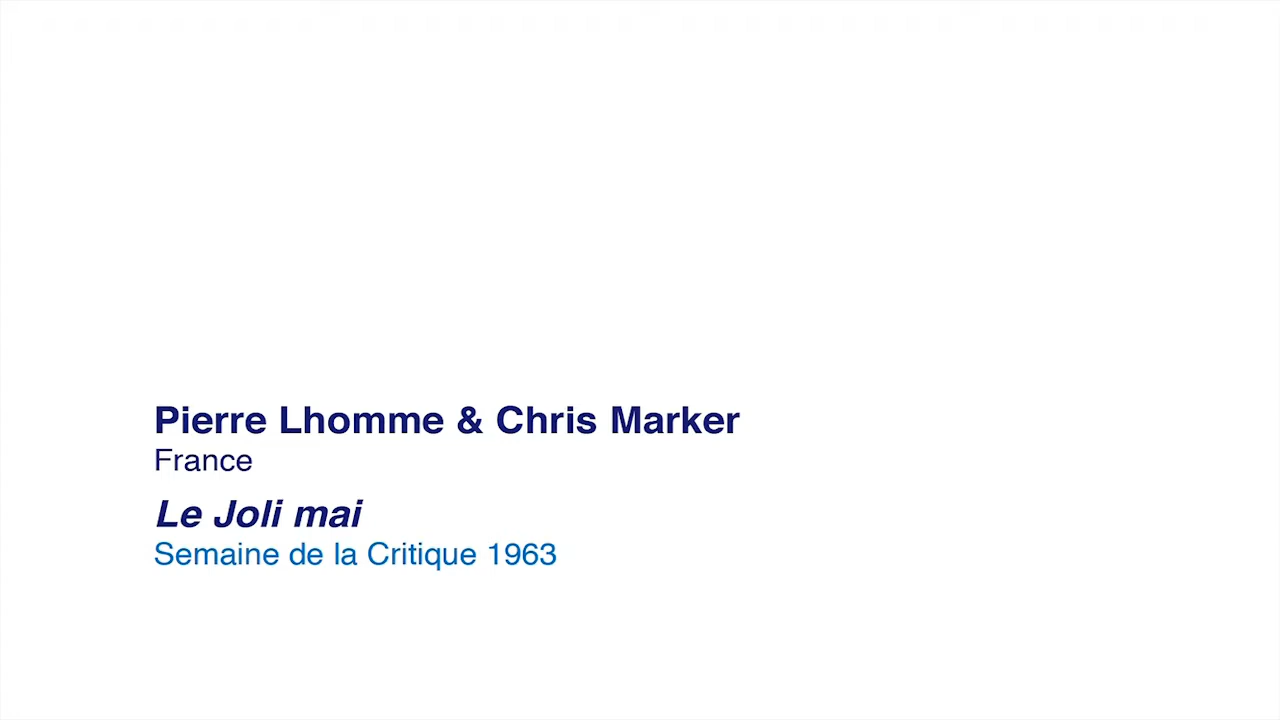 Pierre Lhomme & Chris Marker
France
Le Joli mai
Semaine de la Critique 1963